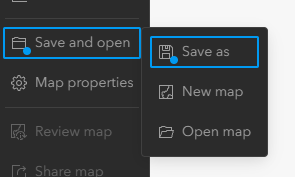 Save and open
Map properties
Review map
Share map
Save as
New map
Open map